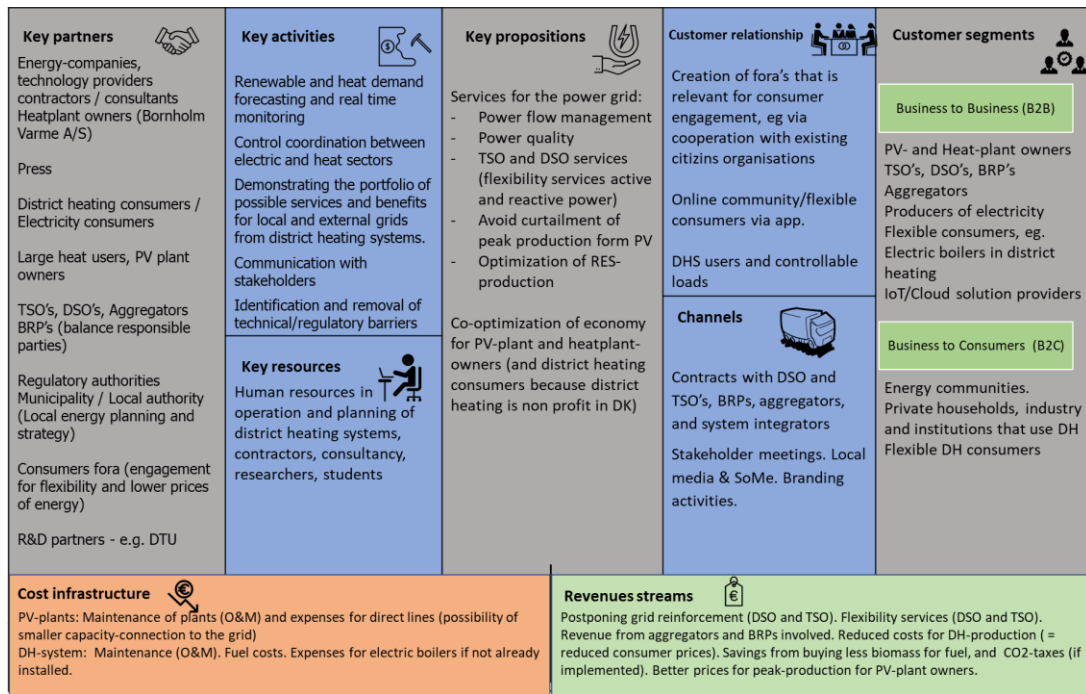 Key partners
Energy-companies,
technology providers
contractors / consultants
Heatplant owners (Bornholm
Varme A/S)
Press
District heating consumers /
Electricity consumers
Large heat users, PV plant
owners
TSO's, DSO's, Aggregators
BRP's (balance responsible
parties)
Regulatory authorities
Municipality / Local authority
(Local energy planning and
strategy)
Consumers fora (engagement
for flexibility and lower prices
of energy)
R&D partners - e.g. DTU
Key activities
Renewable and heat demand
forecasting and real time
monitoring
Control coordination between
electric and heat sectors
Demonstrating the portfolio of
possible services and benefits
for local and external grids
from district heating systems.
Communication with
stakeholders
Identification and removal of
technical/regulatory barriers
Key resources
Human resources in
operation and planning of
district heating systems,
contractors, consultancy,
researchers, students
Key propositions
Services for the power grid:
- Power flow management
- Power quality
- TSO and DSO services
(flexibility services active
and reactive power)
- Avoid curtailment of
peak production form PV
- Optimization of RES-
production
Co-optimization of economy
for PV-plant and heatplant-
owners (and district heating
consumers because district
heating is non profit in DK)
Customer relationship
Creation of fora's that is
relevant for consumer
engagement, eg via
cooperation with existing
citizins organisations
Online community/flexible
consumers via app.
DHS users and controllable
loads
Channels
Contracts with DSO and
TSO's, BRPs, aggregators,
and system integrators
Stakeholder meetings. Local
media & SoMe. Branding
activities.
Customer segments
Business to Business (B2B)
PV- and Heat-plant owners
TSO's, DSO's, BRP's
Aggregators
Producers of electricity
Flexible consumers, eg.
Electric boilers in district
heating
IoT/Cloud solution providers
Business to Consumers (B2C)
Energy communities.
Private households, industry
and institutions that use DH
Flexible DH consumers
Cost infrastructure
PV-plants: Maintenance of plants (O&M) and expenses for direct lines (possibility of
smaller capacity-connection to the grid)
DH-system: Maintenance (O&M). Fuel costs. Expenses for electric boilers if not already
installed.
Revenues streams
Postponing grid reinforcement (DSO and TSO). Flexibility services (DSO and TSO).
Revenue from aggregators and BRPs involved. Reduced costs for DH-production ( =
reduced consumer prices). Savings from buying less biomass for fuel, and CO2-taxes (if
implemented). Better prices for peak-production for PV-plant owners.